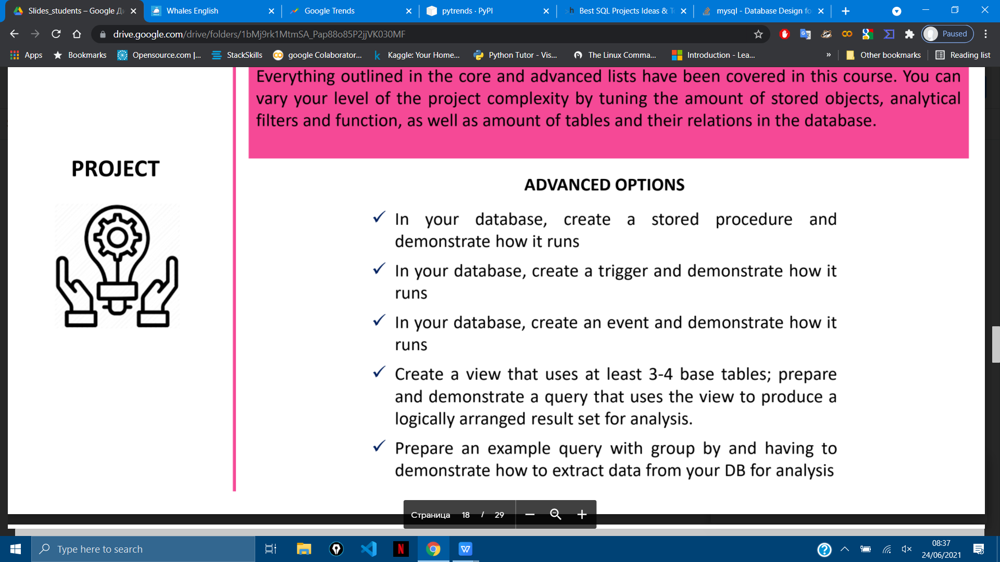 Slides_students – Google Ди
Whales English
Google Trends
pytrends · PyPI
h
Best SQL Projects Ideas & To
mysql - Database Design fo
drive.google.com/drive/folders/1bMj9rk1MtmSA_Pap88o85P2jjVK030MF
Paused
Apps
Bookmarks
Opensource.com |...
StackSkills
google Colaborator...
k
Kaggle: Your Home...
Python Tutor - Vis...
The Linux Comma...
Introduction - Lea...
»
Other bookmarks
Reading list
Everything outlined in the core and advanced lists have been covered in this course. You can
vary your level of the project complexity by tuning the amount of stored objects, analytical
filters and function, as well as amount of tables and their relations in the database.
PROJECT
ADVANCED OPTIONS
✓ In your database, create a stored procedure and
demonstrate how it runs
✓ In your database, create a trigger and demonstrate how it
runs
✓ In your database, create an event and demonstrate how it
runs
✓ Create a view that uses at least 3-4 base tables; prepare
and demonstrate a query that uses the view to produce a
logically arranged result set for analysis.
✓ Prepare an example query with group by and having to
demonstrate how to extract data from your DB for analysis
Страница 18 / 29
Type here to search
N
W
08:37
24/06/2021